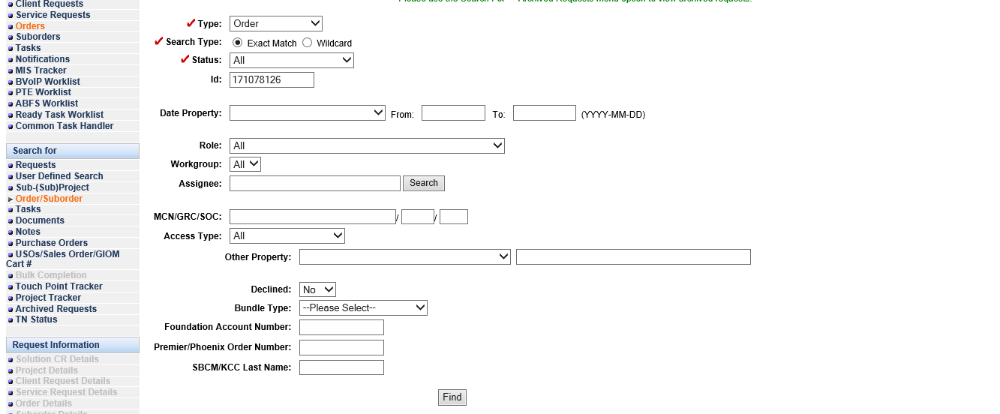 Client Requests
Service Requests
Orders
Suborders
Tasks
Notifications
MIS Tracker
BVoIP Worklist
PTE Worklist
ABFS Worklist
Ready Task Worklist
Common Task Handler
Search for
Requests
User Defined Search
Sub-(Sub)Project
Order/Suborder
Tasks
Documents
Notes
Purchase Orders
USOs/Sales Order/GIOM
Cart #
Bulk Completion
Touch Point Tracker
Project Tracker
Archived Requests
TN Status
Request Information
Solution CR Details
Project Details
Client Request Details
Service Request Details
Order Details
Suborder Details
Please use the Search For Archived Requests menu option to view archived requests.
Type: Order
Search Type: Exact Match Wildcard
Status: All
Id: 171078126
Date Property: From: To: (YYYY-MM-DD)
Role: All
Workgroup: All
Assignee: Search
MCN/GRC/SOC: / /
Access Type: All
Other Property:
Declined: No
Bundle Type: --Please Select--
Foundation Account Number:
Premier/Phoenix Order Number:
SBCM/KCC Last Name:
Find